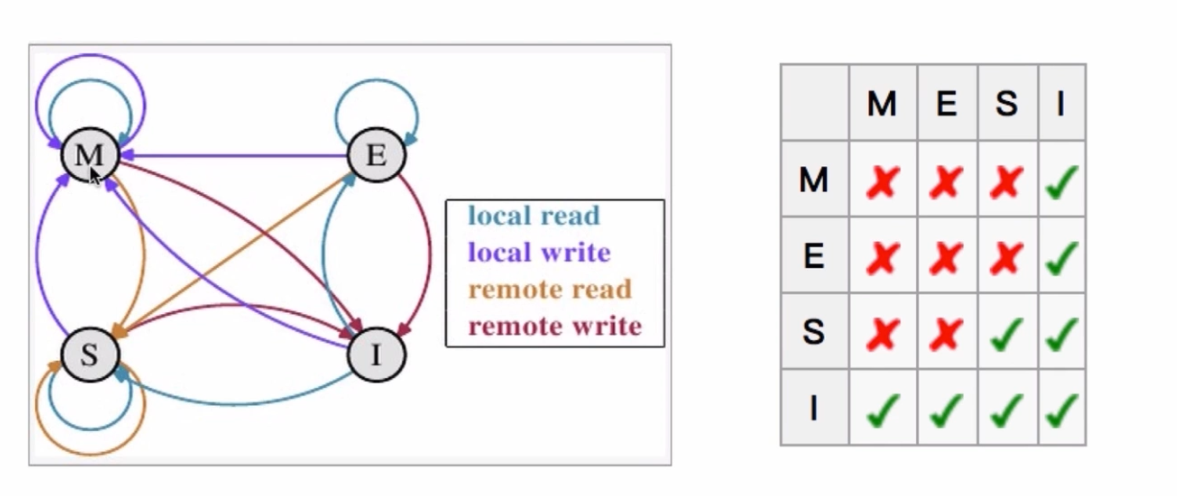 M
E
S
I
local read
local write
remote read
remote write
M E S I
M
E
S
I